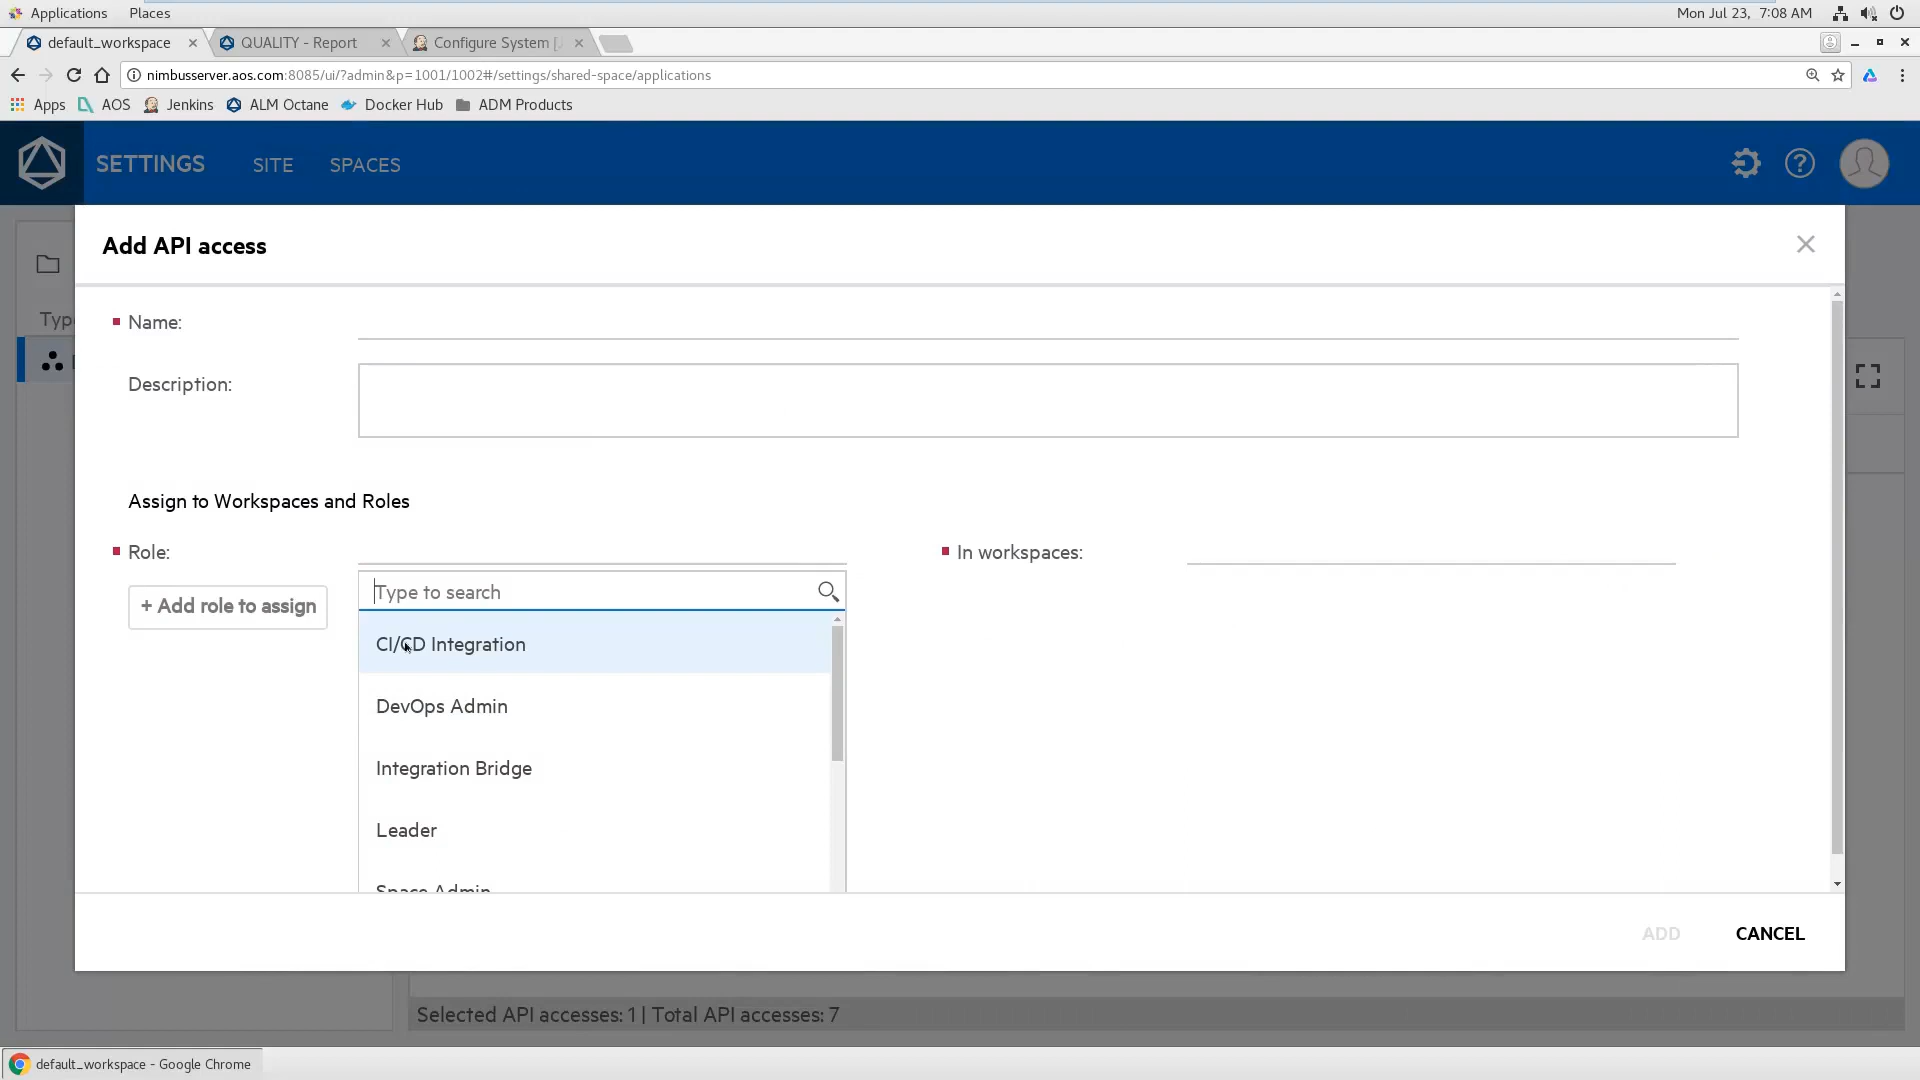 Applications Places Mon Jul 23, 7:08 AM
default_workspace QUALITY - Report Configure System [
nimbusserver.aos.com:8085/ui/?admin&p=1001/1002#/settings/shared-space/applications
Apps AOS Jenkins ALM Octane Docker Hub ADM Products
SETTINGS SITE SPACES
Add API access
Name:
Description:
Assign to Workspaces and Roles
Role: In workspaces:
+ Add role to assign
Type to search
CI/CD Integration
DevOps Admin
Integration Bridge
Leader
Space Admin
ADD CANCEL
Selected API accesses: 1 | Total API accesses: 7
default_workspace - Google Chrome